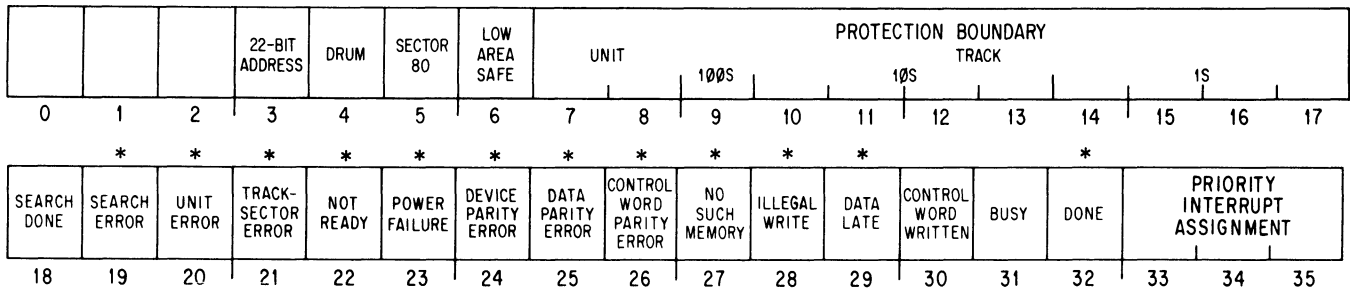 PROTECTION BOUNDARY
22-BIT ADDRESS DRUM SECTOR 80 LOW AREA SAFE UNIT TRACK
100S 10S 1S
0 1 2 3 4 5 6 7 8 9 10 11 12 13 14 15 16 17
* * * * * * * * * * * *
SEARCH DONE SEARCH ERROR UNIT ERROR TRACK-SECTOR ERROR NOT READY POWER FAILURE DEVICE PARITY ERROR DATA PARITY ERROR CONTROL WORD PARITY ERROR NO SUCH MEMORY ILLEGAL WRITE DATA LATE CONTROL WORD WRITTEN BUSY DONE PRIORITY INTERRUPT ASSIGNMENT
18 19 20 21 22 23 24 25 26 27 28 29 30 31 32 33 34 35